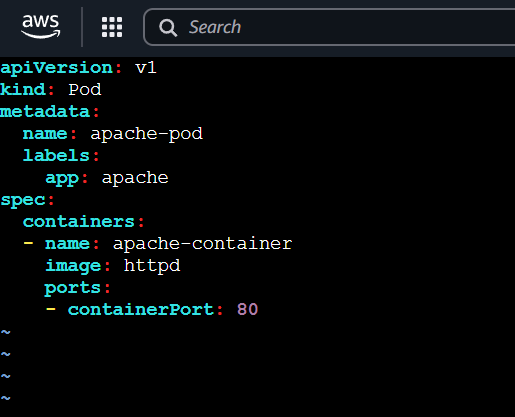 aws
Search
apiVersion: v1
kind: Pod
metadata:
  name: apache-pod
  labels:
    app: apache
spec:
  containers:
  - name: apache-container
    image: httpd
    ports:
    - containerPort: 80
~
~
~
~